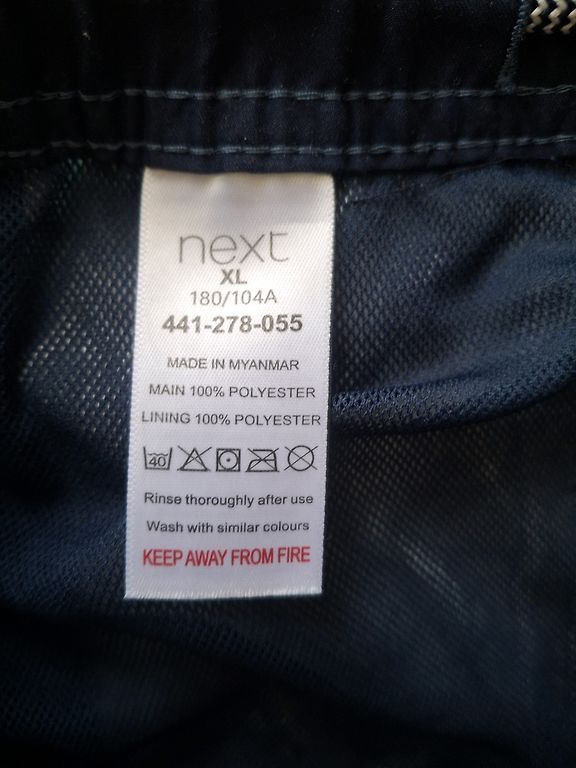 next
XL
180/104A
441-278-055
MADE IN MYANMAR
MAIN 100% POLYESTER
LINING 100% POLYESTER
40
Rinse thoroughly after use
Wash with similar colours
KEEP AWAY FROM FIRE